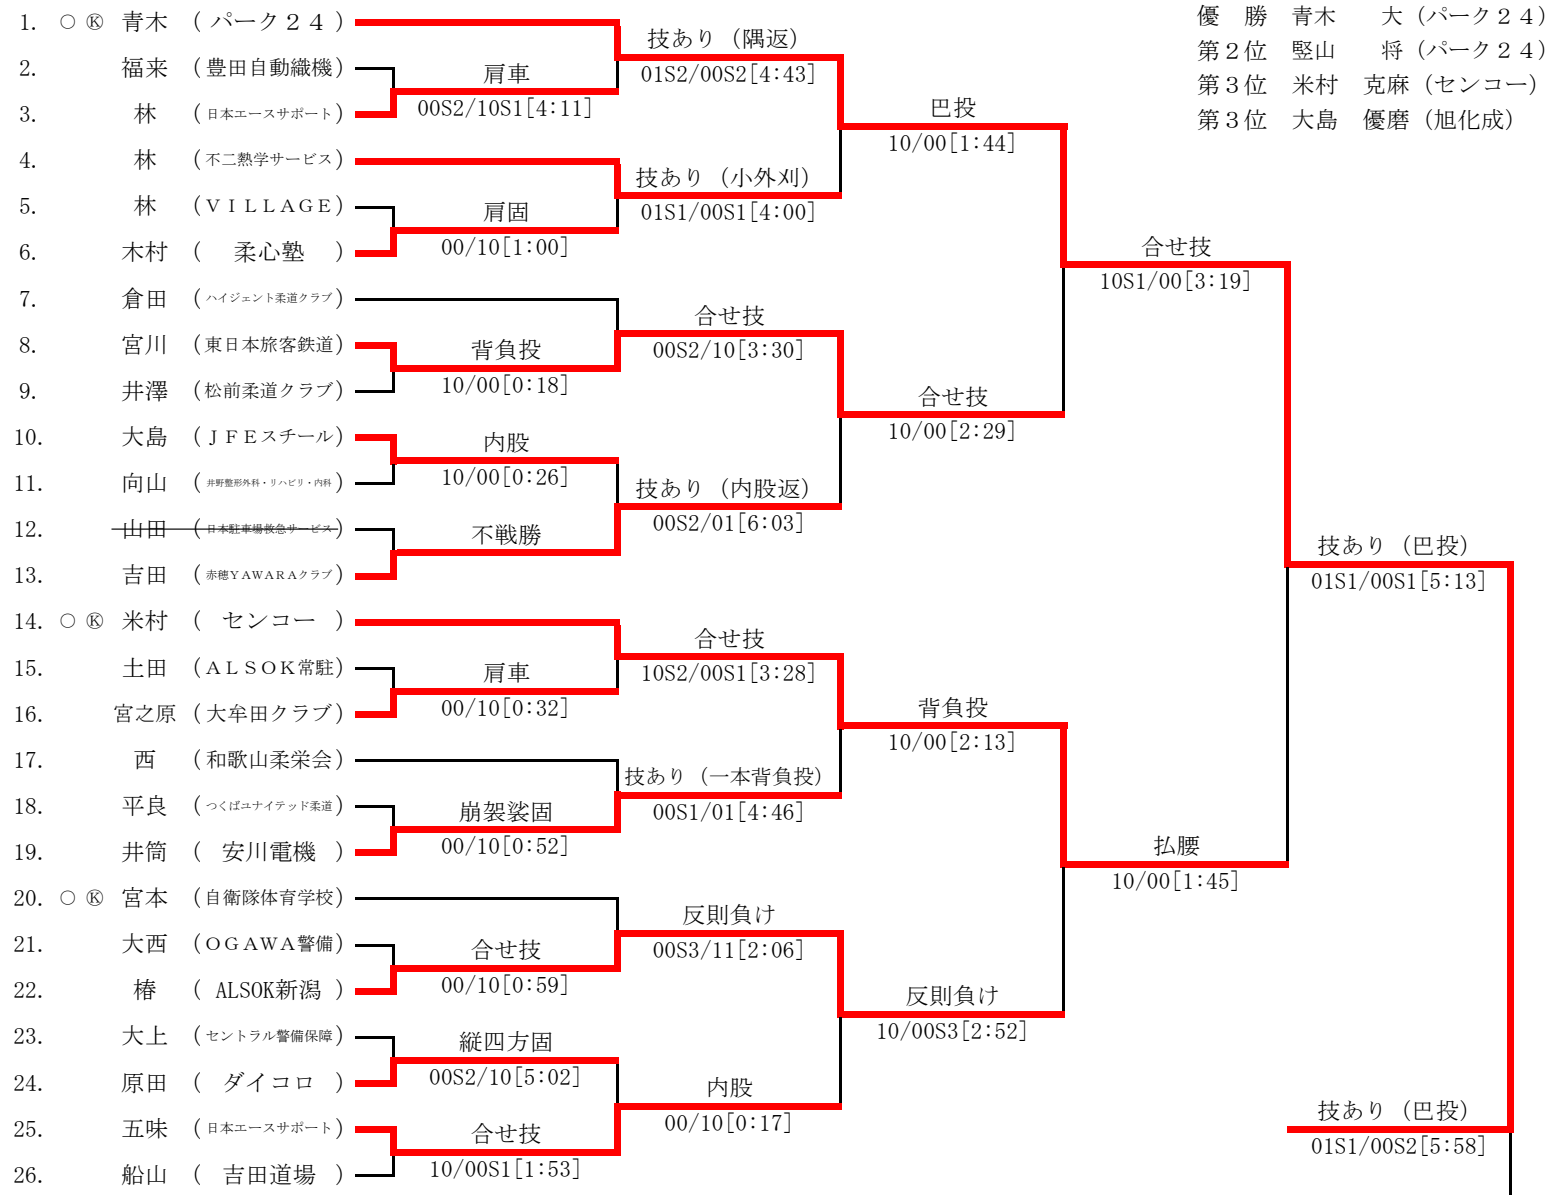 優　勝　青木　　大（パーク２４）
第２位　竪山　　将（パーク２４）
第３位　米村　克麻（センコー）
第３位　大島　優磨（旭化成）
1. ○ Ⓚ 青木 （ パーク２４ ）
2. 福来 （豊田自動織機）
3. 林 （日本エースサポート）
4. 林 （不二熱学サービス）
5. 林 （ＶＩＬＬＡＧＥ）
6. 木村 （ 柔心塾 ）
7. 倉田 （ハイジェント柔道クラブ）
8. 宮川 （東日本旅客鉄道）
9. 井澤 （松前柔道クラブ）
10. 大島 （ＪＦＥスチール）
11. 向山 （井野整形外科・リハビリ・内科）
12. 山田 （日本駐車場救急サービス）
13. 吉田 （赤穂ＹＡＷＡＲＡクラブ）
14. ○ Ⓚ 米村 （ センコー ）
15. 土田 （ＡＬＳＯＫ常駐）
16. 宮之原 （大牟田クラブ）
17. 西 （和歌山柔栄会）
18. 平良 （つくばユナイテッド柔道）
19. 井筒 （ 安川電機 ）
20. ○ Ⓚ 宮本 （自衛隊体育学校）
21. 大西 （ＯＧＡＷＡ警備）
22. 椿 （ ALSOK新潟 ）
23. 大上 （セントラル警備保障）
24. 原田 （ ダイコロ ）
25. 五味 （日本エースサポート）
26. 船山 （ 吉田道場 ）
肩車
00S2/10S1[4:11]
肩固
00/10[1:00]
背負投
10/00[0:18]
内股
10/00[0:26]
不戦勝
肩車
00/10[0:32]
崩袈裟固
00/10[0:52]
合せ技
00/10[0:59]
縦四方固
00S2/10[5:02]
合せ技
10/00S1[1:53]
技あり（隅返）
01S2/00S2[4:43]
技あり（小外刈）
01S1/00S1[4:00]
合せ技
00S2/10[3:30]
技あり（内股返）
00S2/01[6:03]
合せ技
10S2/00S1[3:28]
技あり（一本背負投）
00S1/01[4:46]
反則負け
00S3/11[2:06]
内股
00/10[0:17]
巴投
10/00[1:44]
合せ技
10/00[2:29]
背負投
10/00[2:13]
反則負け
10/00S3[2:52]
合せ技
10S1/00[3:19]
払腰
10/00[1:45]
技あり（巴投）
01S1/00S1[5:13]
技あり（巴投）
01S1/00S2[5:58]